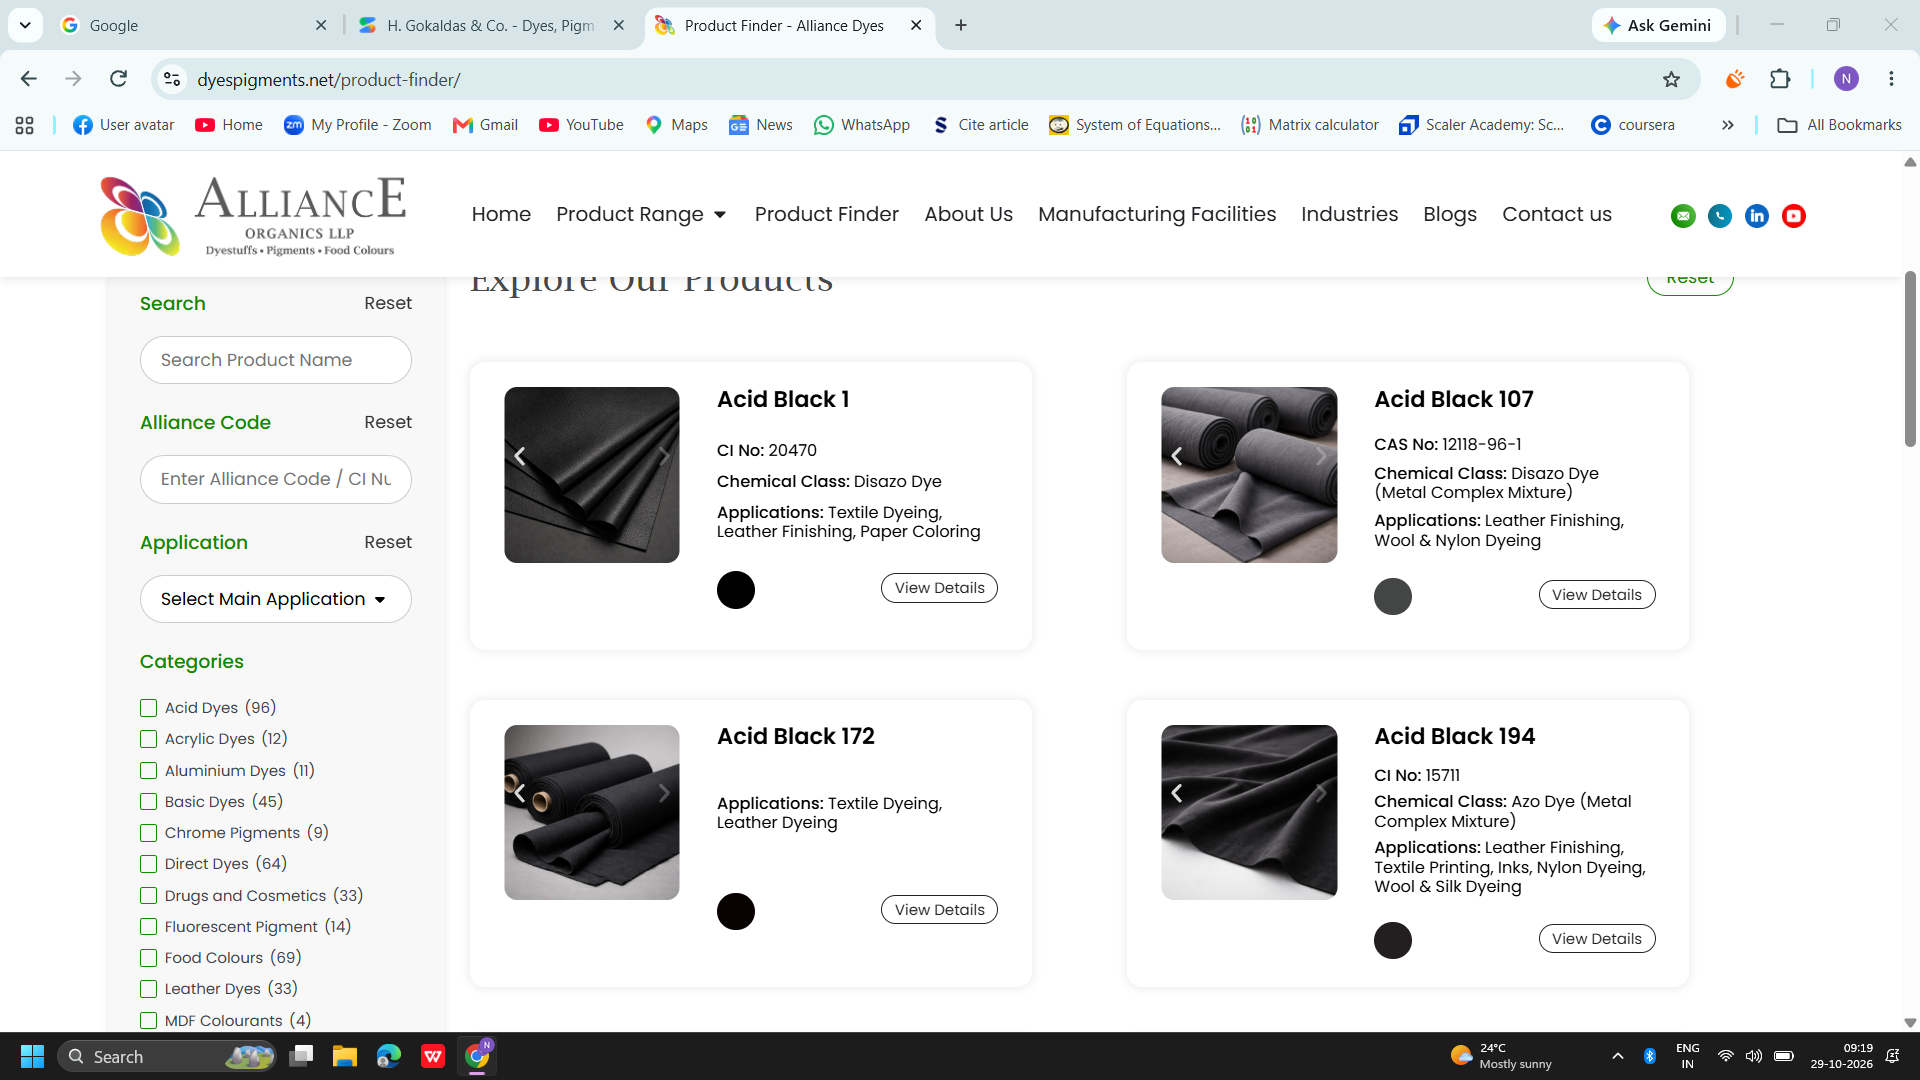 Google
H. Gokaldas & Co. - Dyes, Pigm
Product Finder - Alliance Dyes
Ask Gemini
dyespigments.net/product-finder/
N
User avatar
Home
My Profile - Zoom
Gmail
YouTube
Maps
News
WhatsApp
Cite article
System of Equations...
Matrix calculator
Scaler Academy: Sc...
coursera
All Bookmarks
ALLIANCE
ORGANICS LLP
Dyestuffs • Pigments • Food Colours
Home
Product Range
Product Finder
About Us
Manufacturing Facilities
Industries
Blogs
Contact us
Explore Our Products
Reset
Search
Reset
Search Product Name
Alliance Code
Reset
Enter Alliance Code / CI Nu
Application
Reset
Select Main Application
Categories
Acid Dyes (96)
Acrylic Dyes (12)
Aluminium Dyes (11)
Basic Dyes (45)
Chrome Pigments (9)
Direct Dyes (64)
Drugs and Cosmetics (33)
Fluorescent Pigment (14)
Food Colours (69)
Leather Dyes (33)
MDF Colourants (4)
Acid Black 1
CI No: 20470
Chemical Class: Disazo Dye
Applications: Textile Dyeing,
Leather Finishing, Paper Coloring
View Details
Acid Black 107
CAS No: 12118-96-1
Chemical Class: Disazo Dye
(Metal Complex Mixture)
Applications: Leather Finishing,
Wool & Nylon Dyeing
View Details
Acid Black 172
Applications: Textile Dyeing,
Leather Dyeing
View Details
Acid Black 194
CI No: 15711
Chemical Class: Azo Dye (Metal
Complex Mixture)
Applications: Leather Finishing,
Textile Printing, Inks, Nylon Dyeing,
Wool & Silk Dyeing
View Details
Search
N
24°C
Mostly sunny
ENG
IN
09:19
29-10-2026